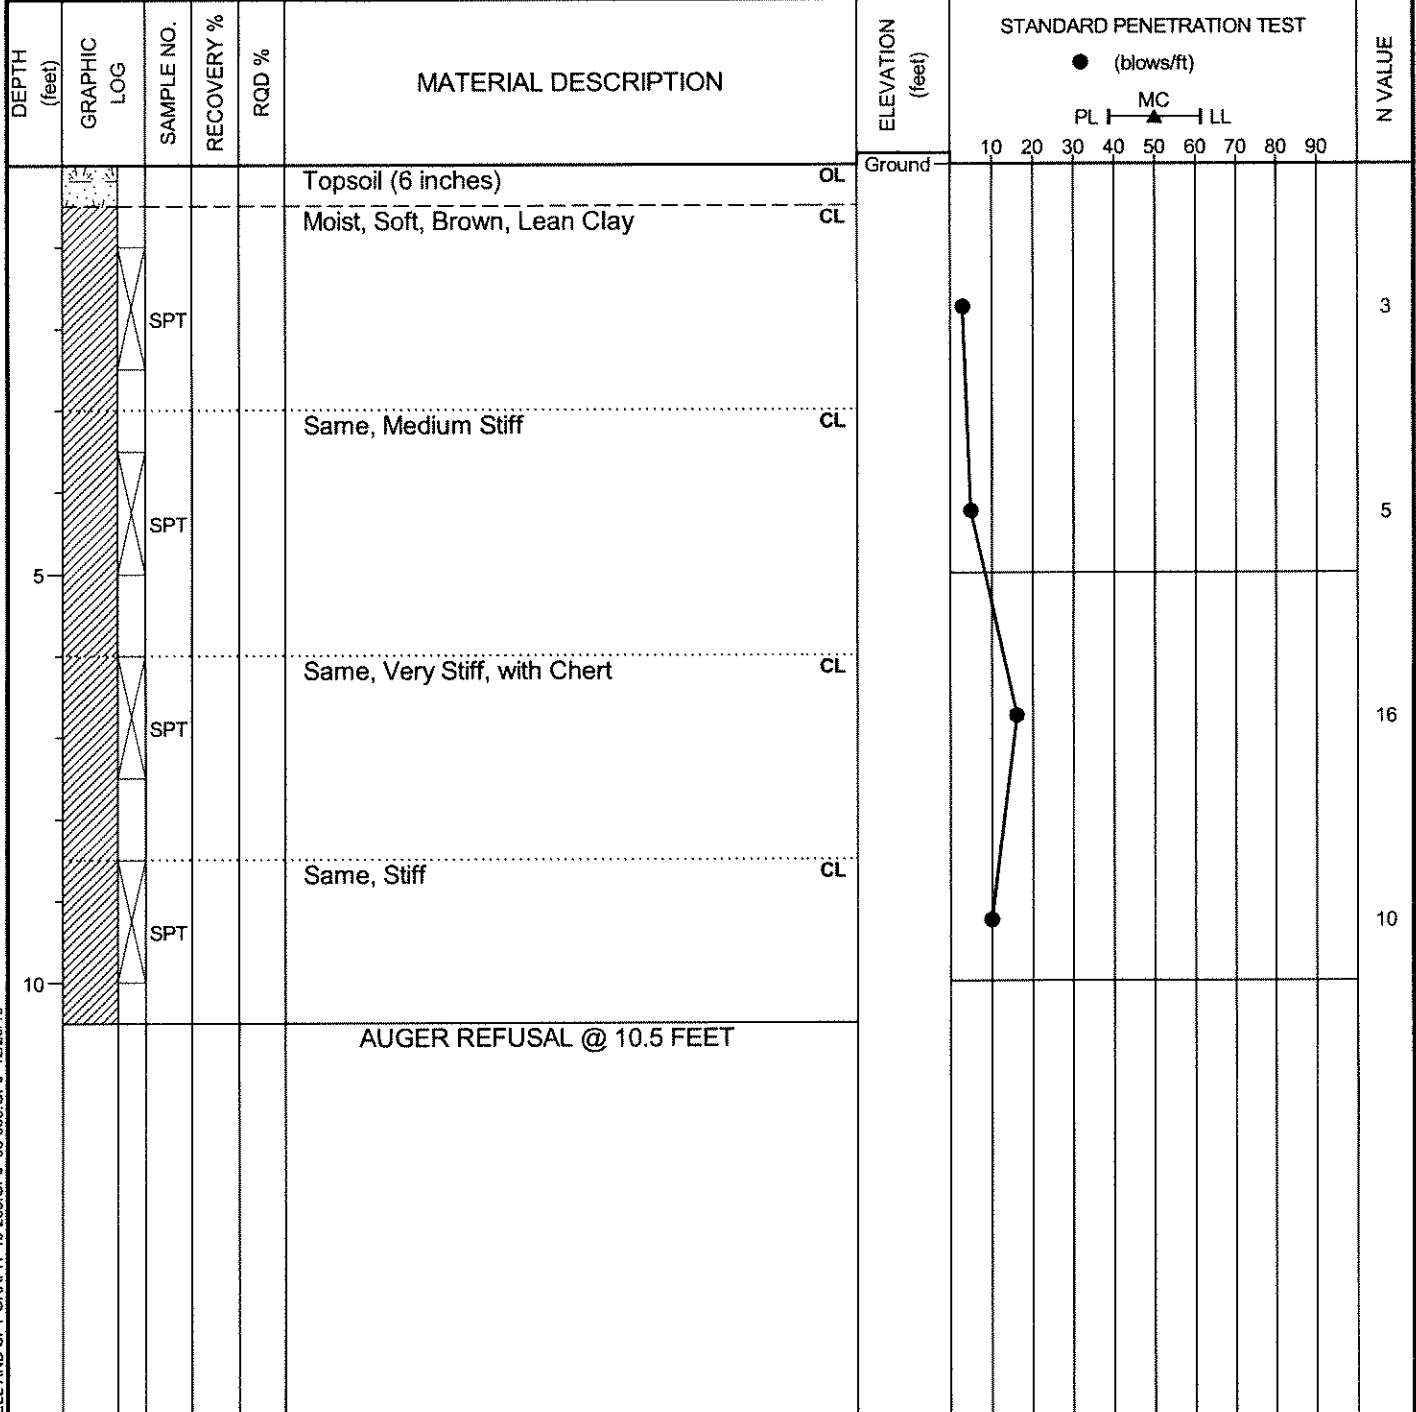 DEPTH
(feet)
GRAPHIC
LOG
SAMPLE NO.
RECOVERY %
RQD %
MATERIAL DESCRIPTION
ELEVATION
(feet)
STANDARD PENETRATION TEST
(blows/ft)
MC
PL LL
10 20 30 40 50 60 70 80 90
N VALUE
Ground
Topsoil (6 inches) OL
Moist, Soft, Brown, Lean Clay CL
SPT 3
Same, Medium Stiff CL
SPT 5
5
Same, Very Stiff, with Chert CL
SPT 16
Same, Stiff CL
SPT 10
10
AUGER REFUSAL @ 10.5 FEET